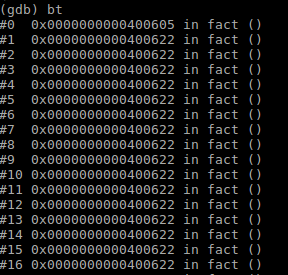 (gdb) bt
#0  0x0000000000400605 in fact ()
#1  0x0000000000400622 in fact ()
#2  0x0000000000400622 in fact ()
#3  0x0000000000400622 in fact ()
#4  0x0000000000400622 in fact ()
#5  0x0000000000400622 in fact ()
#6  0x0000000000400622 in fact ()
#7  0x0000000000400622 in fact ()
#8  0x0000000000400622 in fact ()
#9  0x0000000000400622 in fact ()
#10 0x0000000000400622 in fact ()
#11 0x0000000000400622 in fact ()
#12 0x0000000000400622 in fact ()
#13 0x0000000000400622 in fact ()
#14 0x0000000000400622 in fact ()
#15 0x0000000000400622 in fact ()
#16 0x0000000000400622 in fact ()